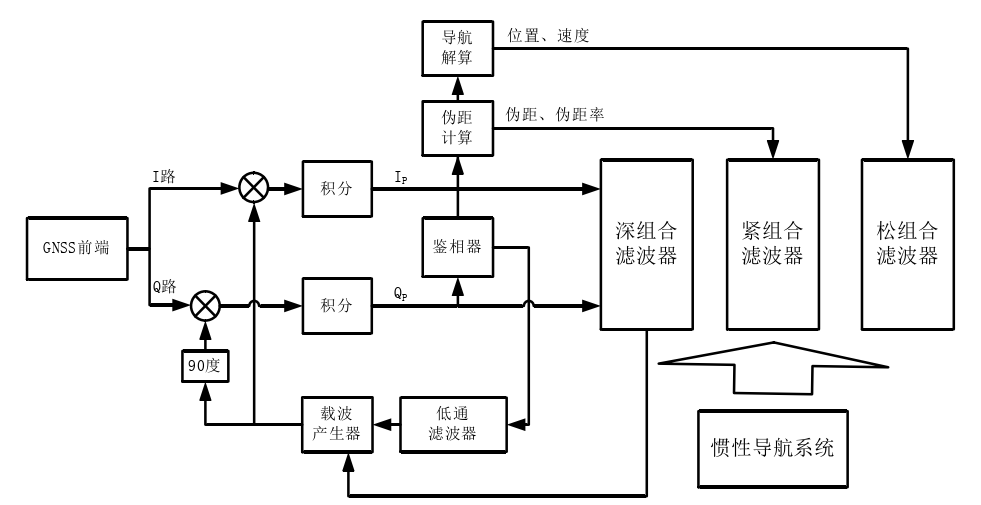 导航
解算
位置、速度
伪距
计算
伪距、伪距率
I路
积分
I_P
GNSS前端
鉴相器
深组合
滤波器
紧组合
滤波器
松组合
滤波器
Q路
积分
Q_P
90度
载波
产生器
低通
滤波器
惯性导航系统